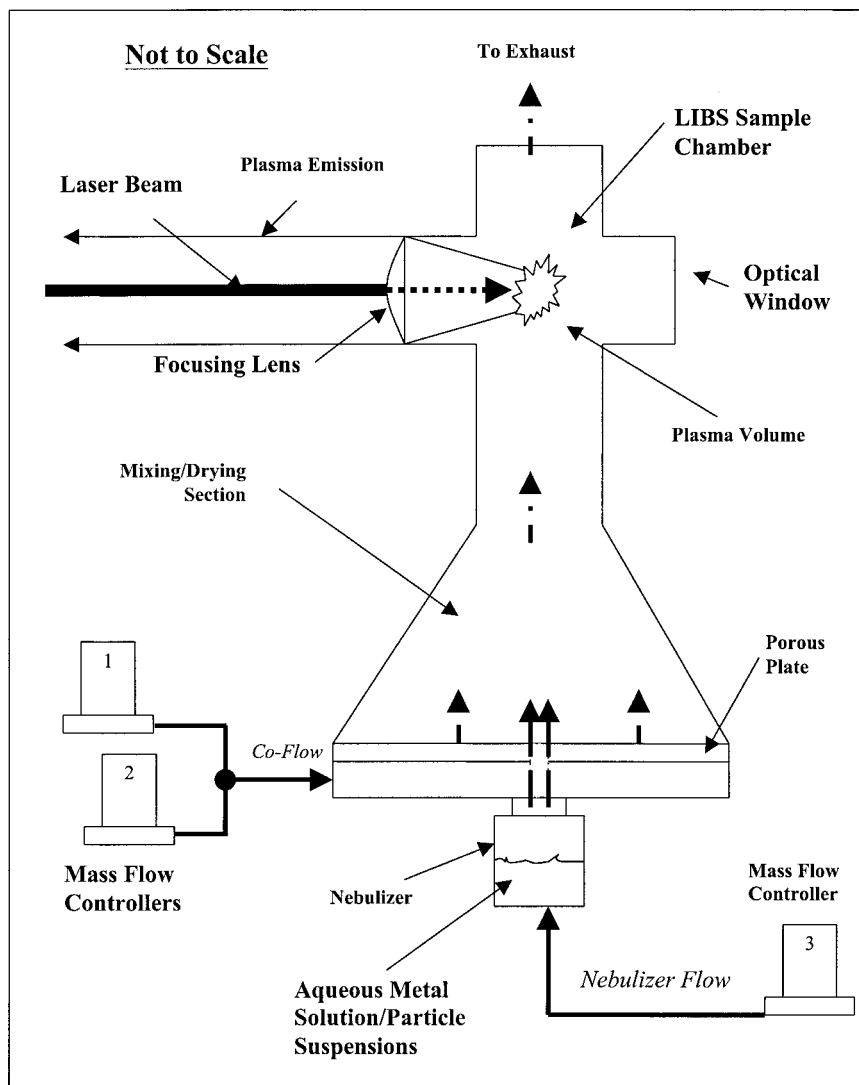 Not to Scale
To Exhaust
LIBS Sample
Chamber
Plasma Emission
Laser Beam
Optical
Window
Focusing Lens
Plasma Volume
Mixing/Drying
Section
Porous
Plate
1
Co-Flow
2
Mass Flow
Controllers
Nebulizer
Mass Flow
Controller
3
Nebulizer Flow
Aqueous Metal
Solution/Particle
Suspensions